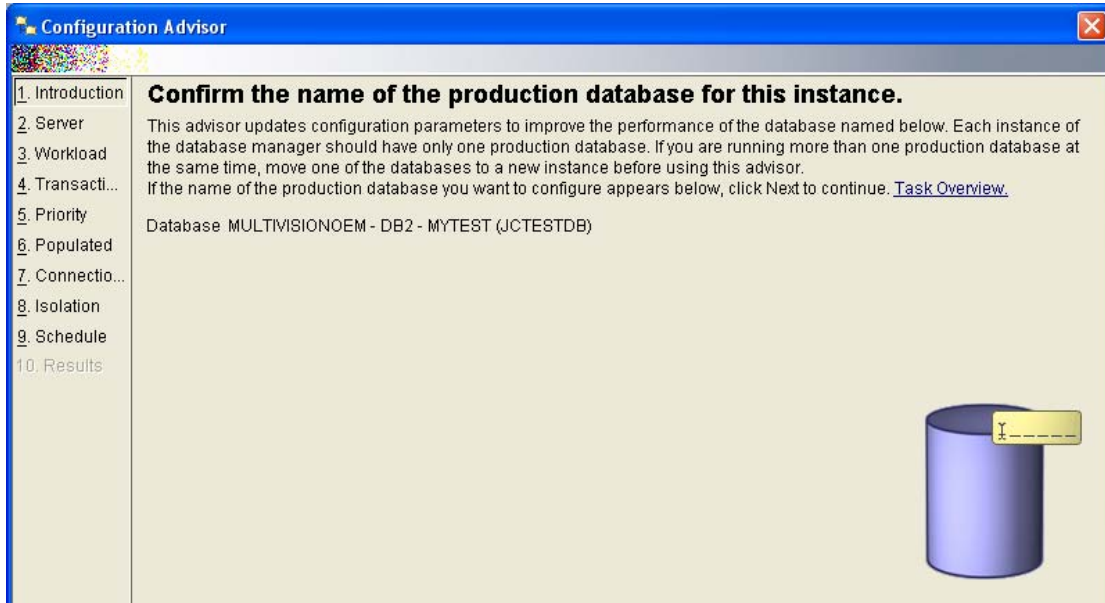 Configuration Advisor
1. Introduction
2. Server
3. Workload
4. Transacti...
5. Priority
6. Populated
7. Connectio...
8. Isolation
9. Schedule
10. Results
Confirm the name of the production database for this instance.
This advisor updates configuration parameters to improve the performance of the database named below. Each instance of
the database manager should have only one production database. If you are running more than one production database at
the same time, move one of the databases to a new instance before using this advisor.
If the name of the production database you want to configure appears below, click Next to continue. Task Overview.
Database MULTIVISIONOEM - DB2 - MYTEST (JCTESTDB)